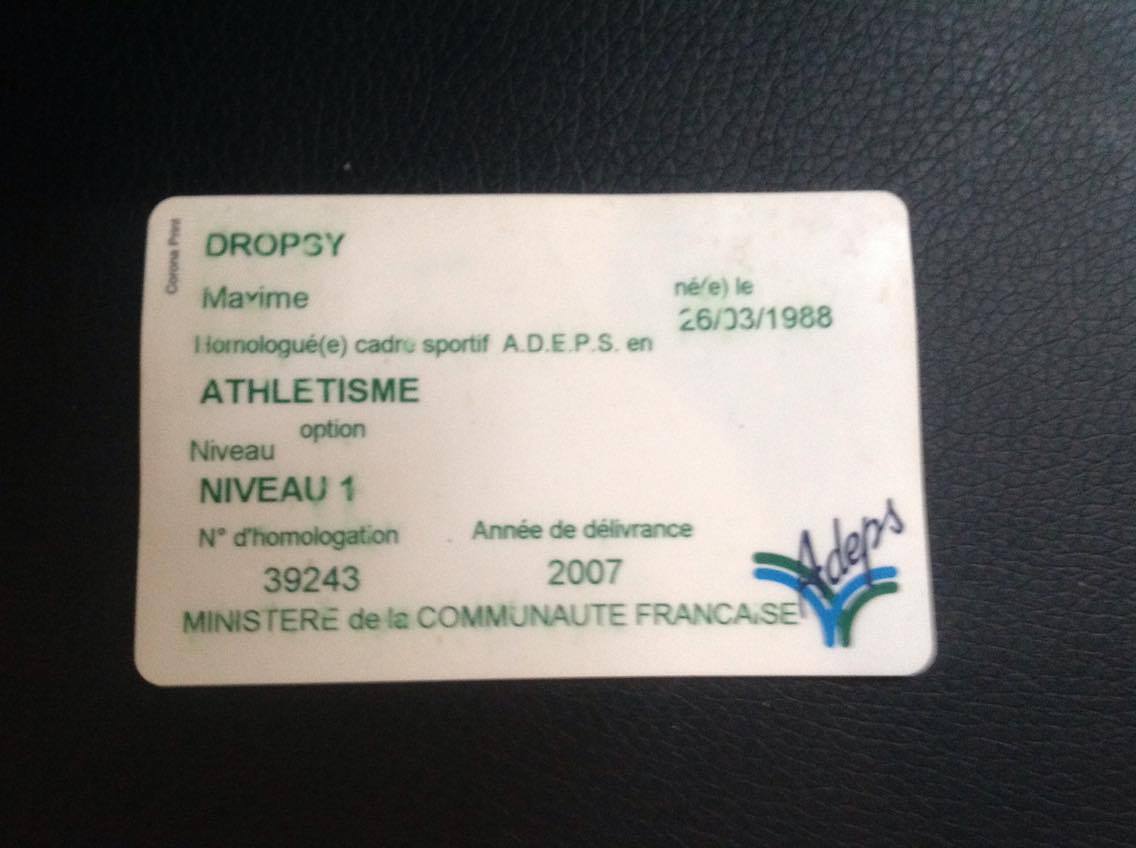 Corona Print
DROPSY
Maxime
né(e) le
26/03/1988
Homologué(e) cadre sportif A.D.E.P.S. en
ATHLETISME
option
Niveau
NIVEAU 1
N° d'homologation
Année de délivrance
39243
2007
Adeps
MINISTERE de la COMMUNAUTE FRANCAISE